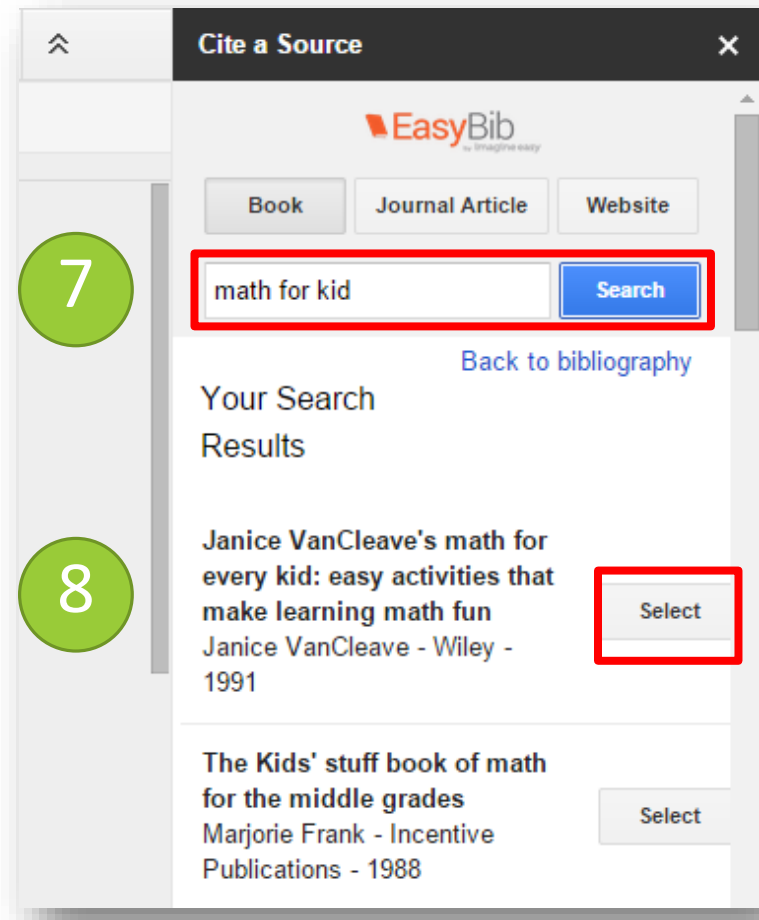 Cite a Source
EasyBib
by imagine easy
Book Journal Article Website
7
math for kid Search
Back to bibliography
Your Search
Results
8
Janice VanCleave's math for
every kid: easy activities that
make learning math fun
Janice VanCleave - Wiley -
1991
Select
The Kids' stuff book of math
for the middle grades
Marjorie Frank - Incentive
Publications - 1988
Select